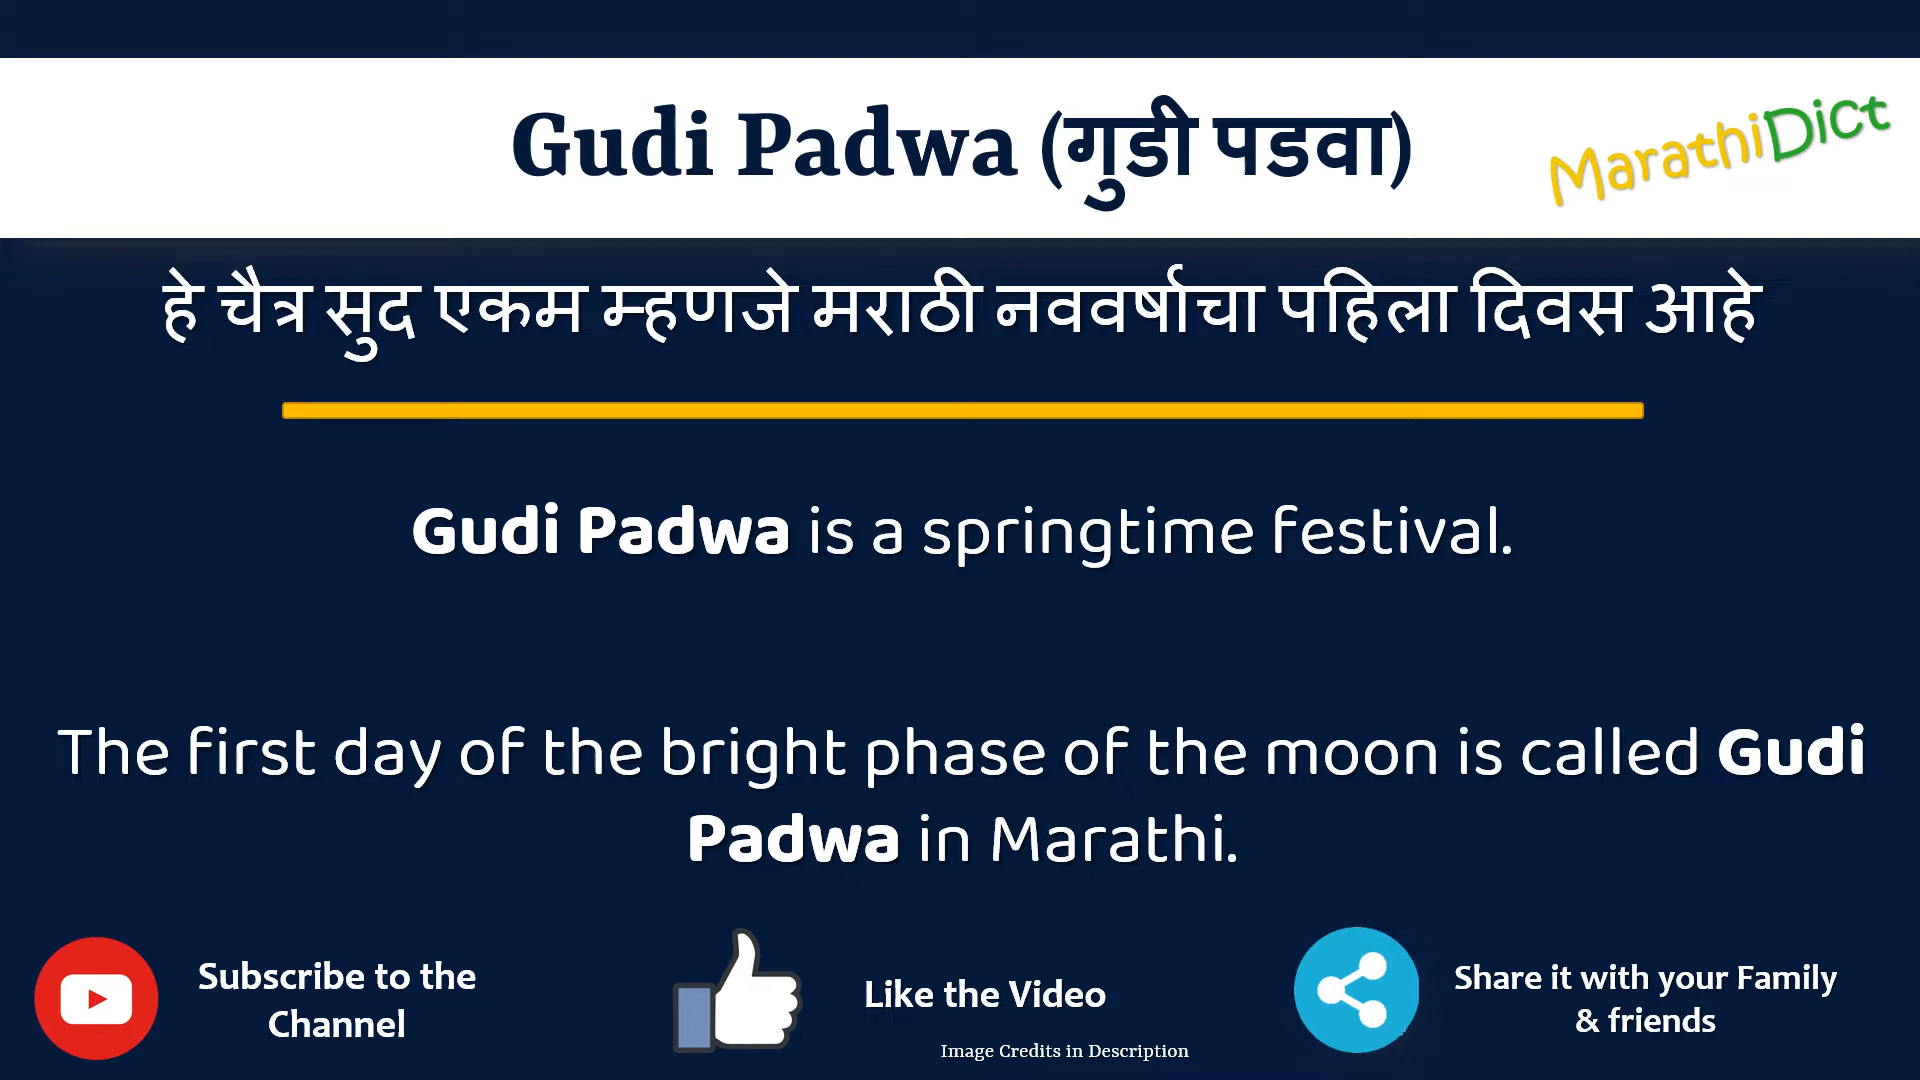 Gudi Padwa (गुडी पडवा)
MarathiDict
हे चैत्र सुद एकम म्हणजे मराठी नववर्षाचा पहिला दिवस आहे
Gudi Padwa is a springtime festival.
The first day of the bright phase of the moon is called Gudi
Padwa in Marathi.
Subscribe to the
Channel
Like the Video
Share it with your Family
& friends
Image Credits in Description